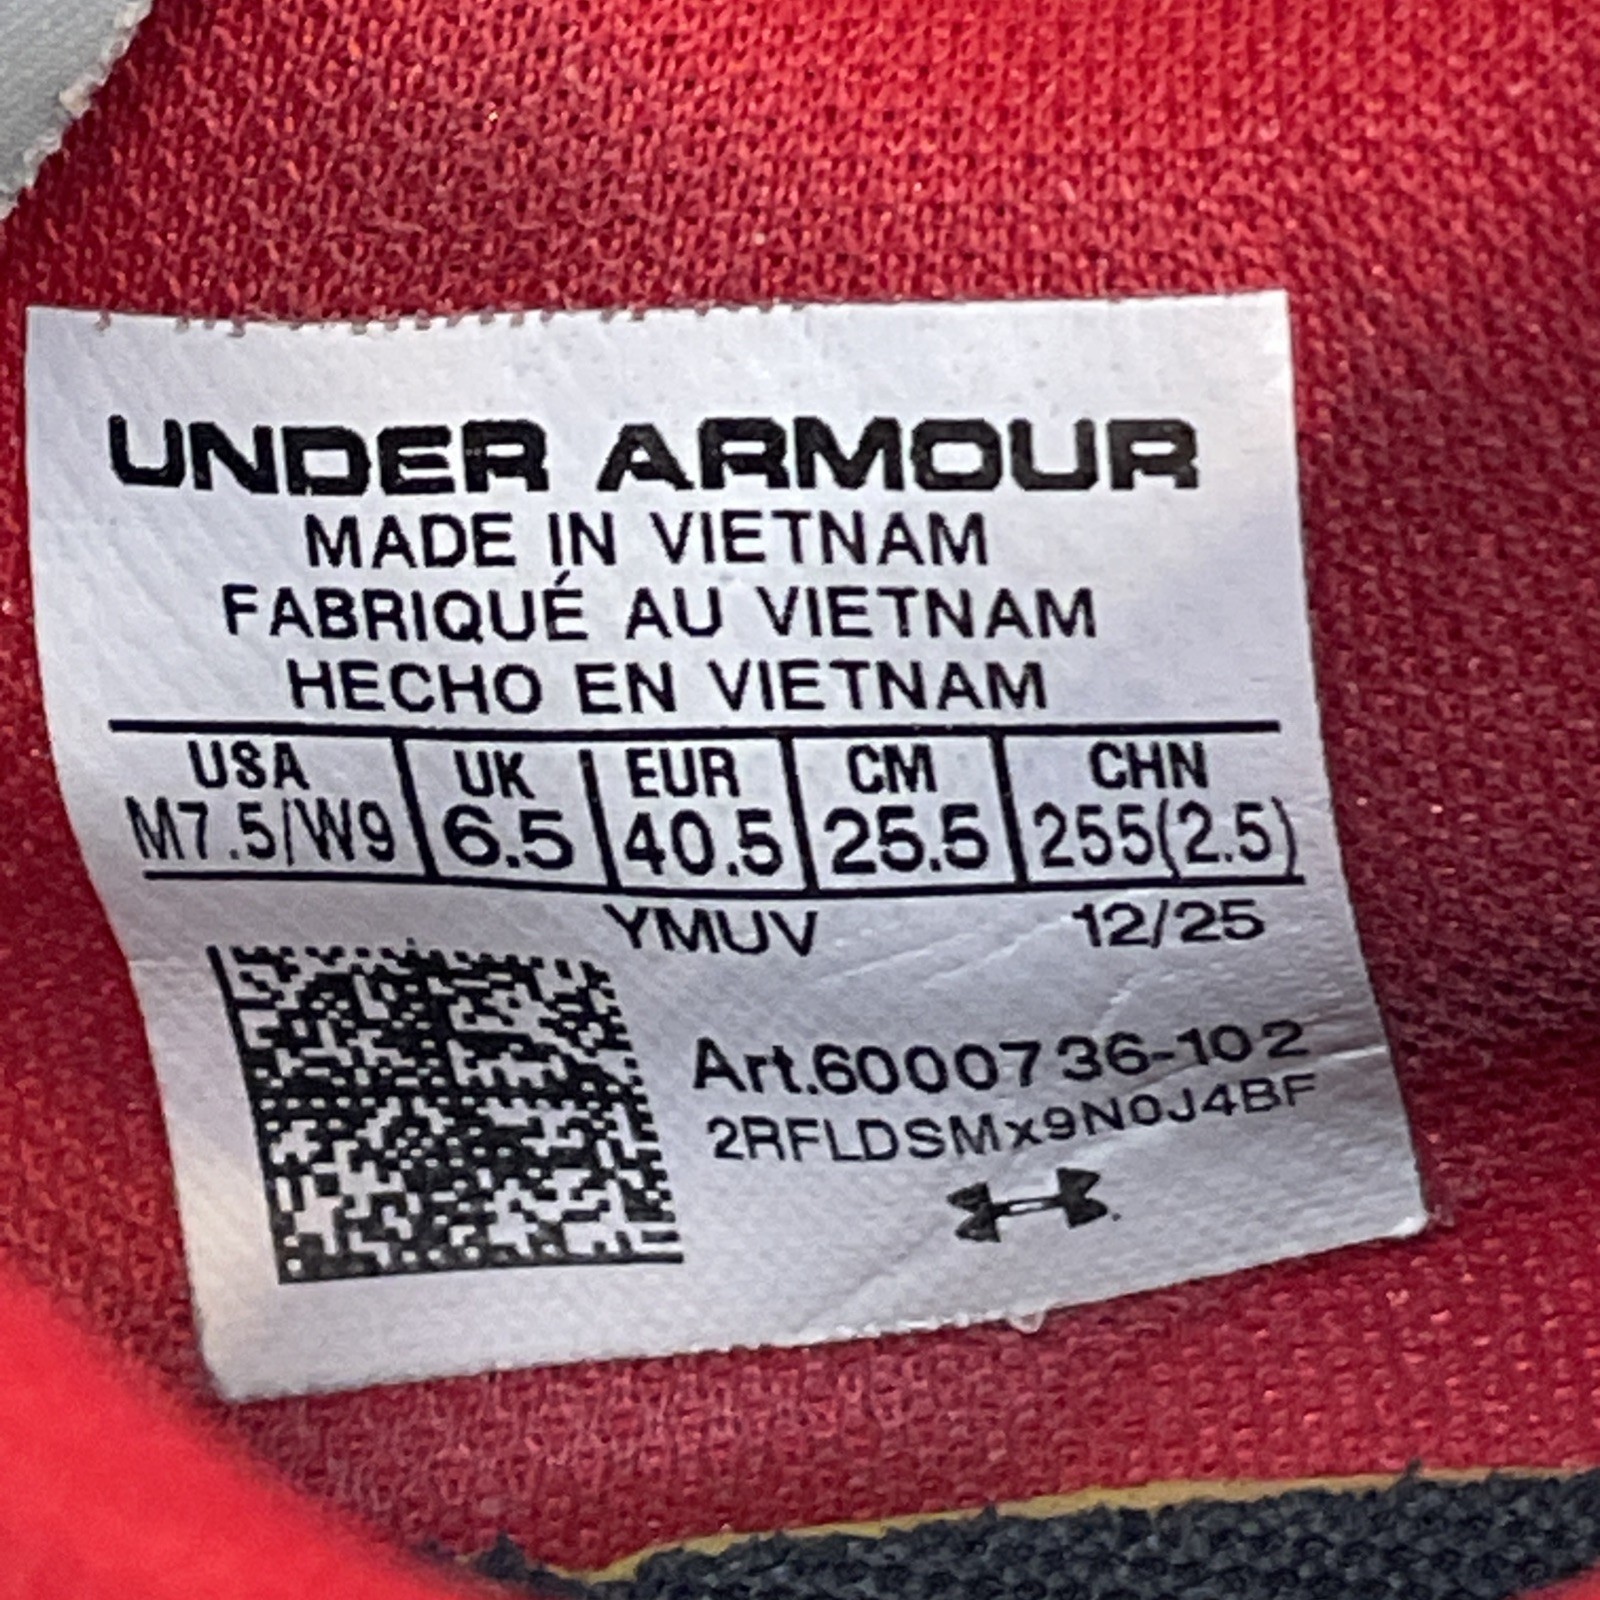 UNDER ARMOUR
MADE IN VIETNAM
FABRIQUÉ AU VIETNAM
HECHO EN VIETNAM
USA UK EUR CM CHN
M7.5/W9 6.5 40.5 25.5 255(2.5)
YMUV 12/25
Art.6000736-102
2RFLDSMx9N0J4BF